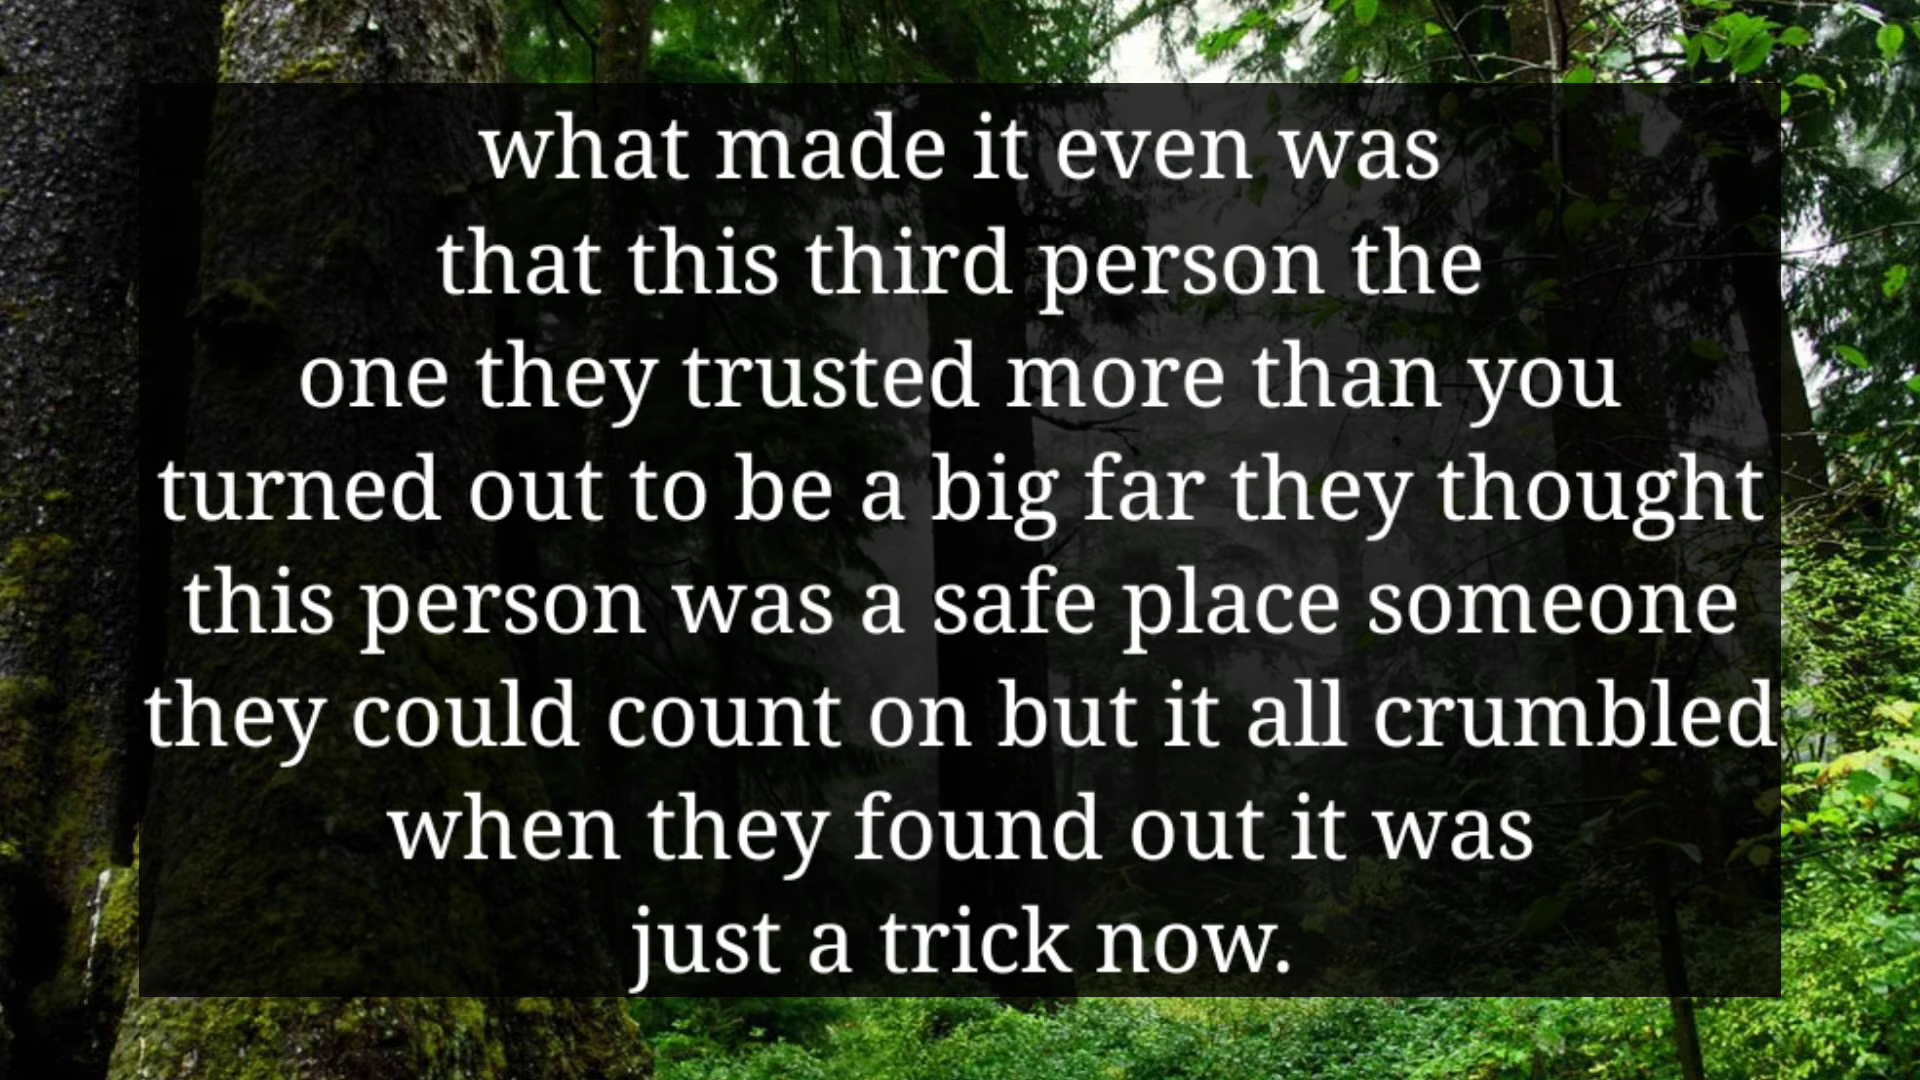 what made it even was
that this third person the
one they trusted more than you
turned out to be a big far they thought
this person was a safe place someone
they could count on but it all crumbled
when they found out it was
just a trick now.